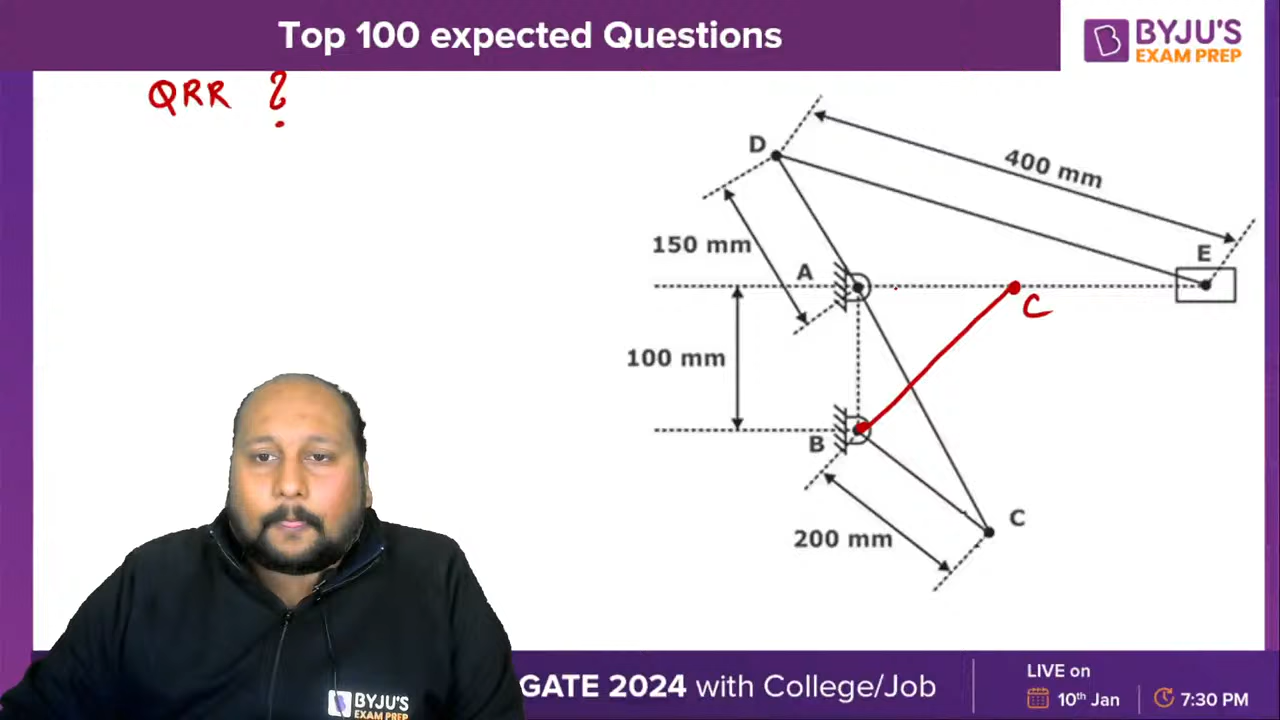 Top 100 expected Questions
BYJU'S
EXAM PREP
QRR ?
D
400 mm
E
150 mm
A
C
100 mm
B
C
200 mm
BYJU'S
EXAM PREP
GATE 2024 with College/Job
LIVE on
10th Jan
7:30 PM